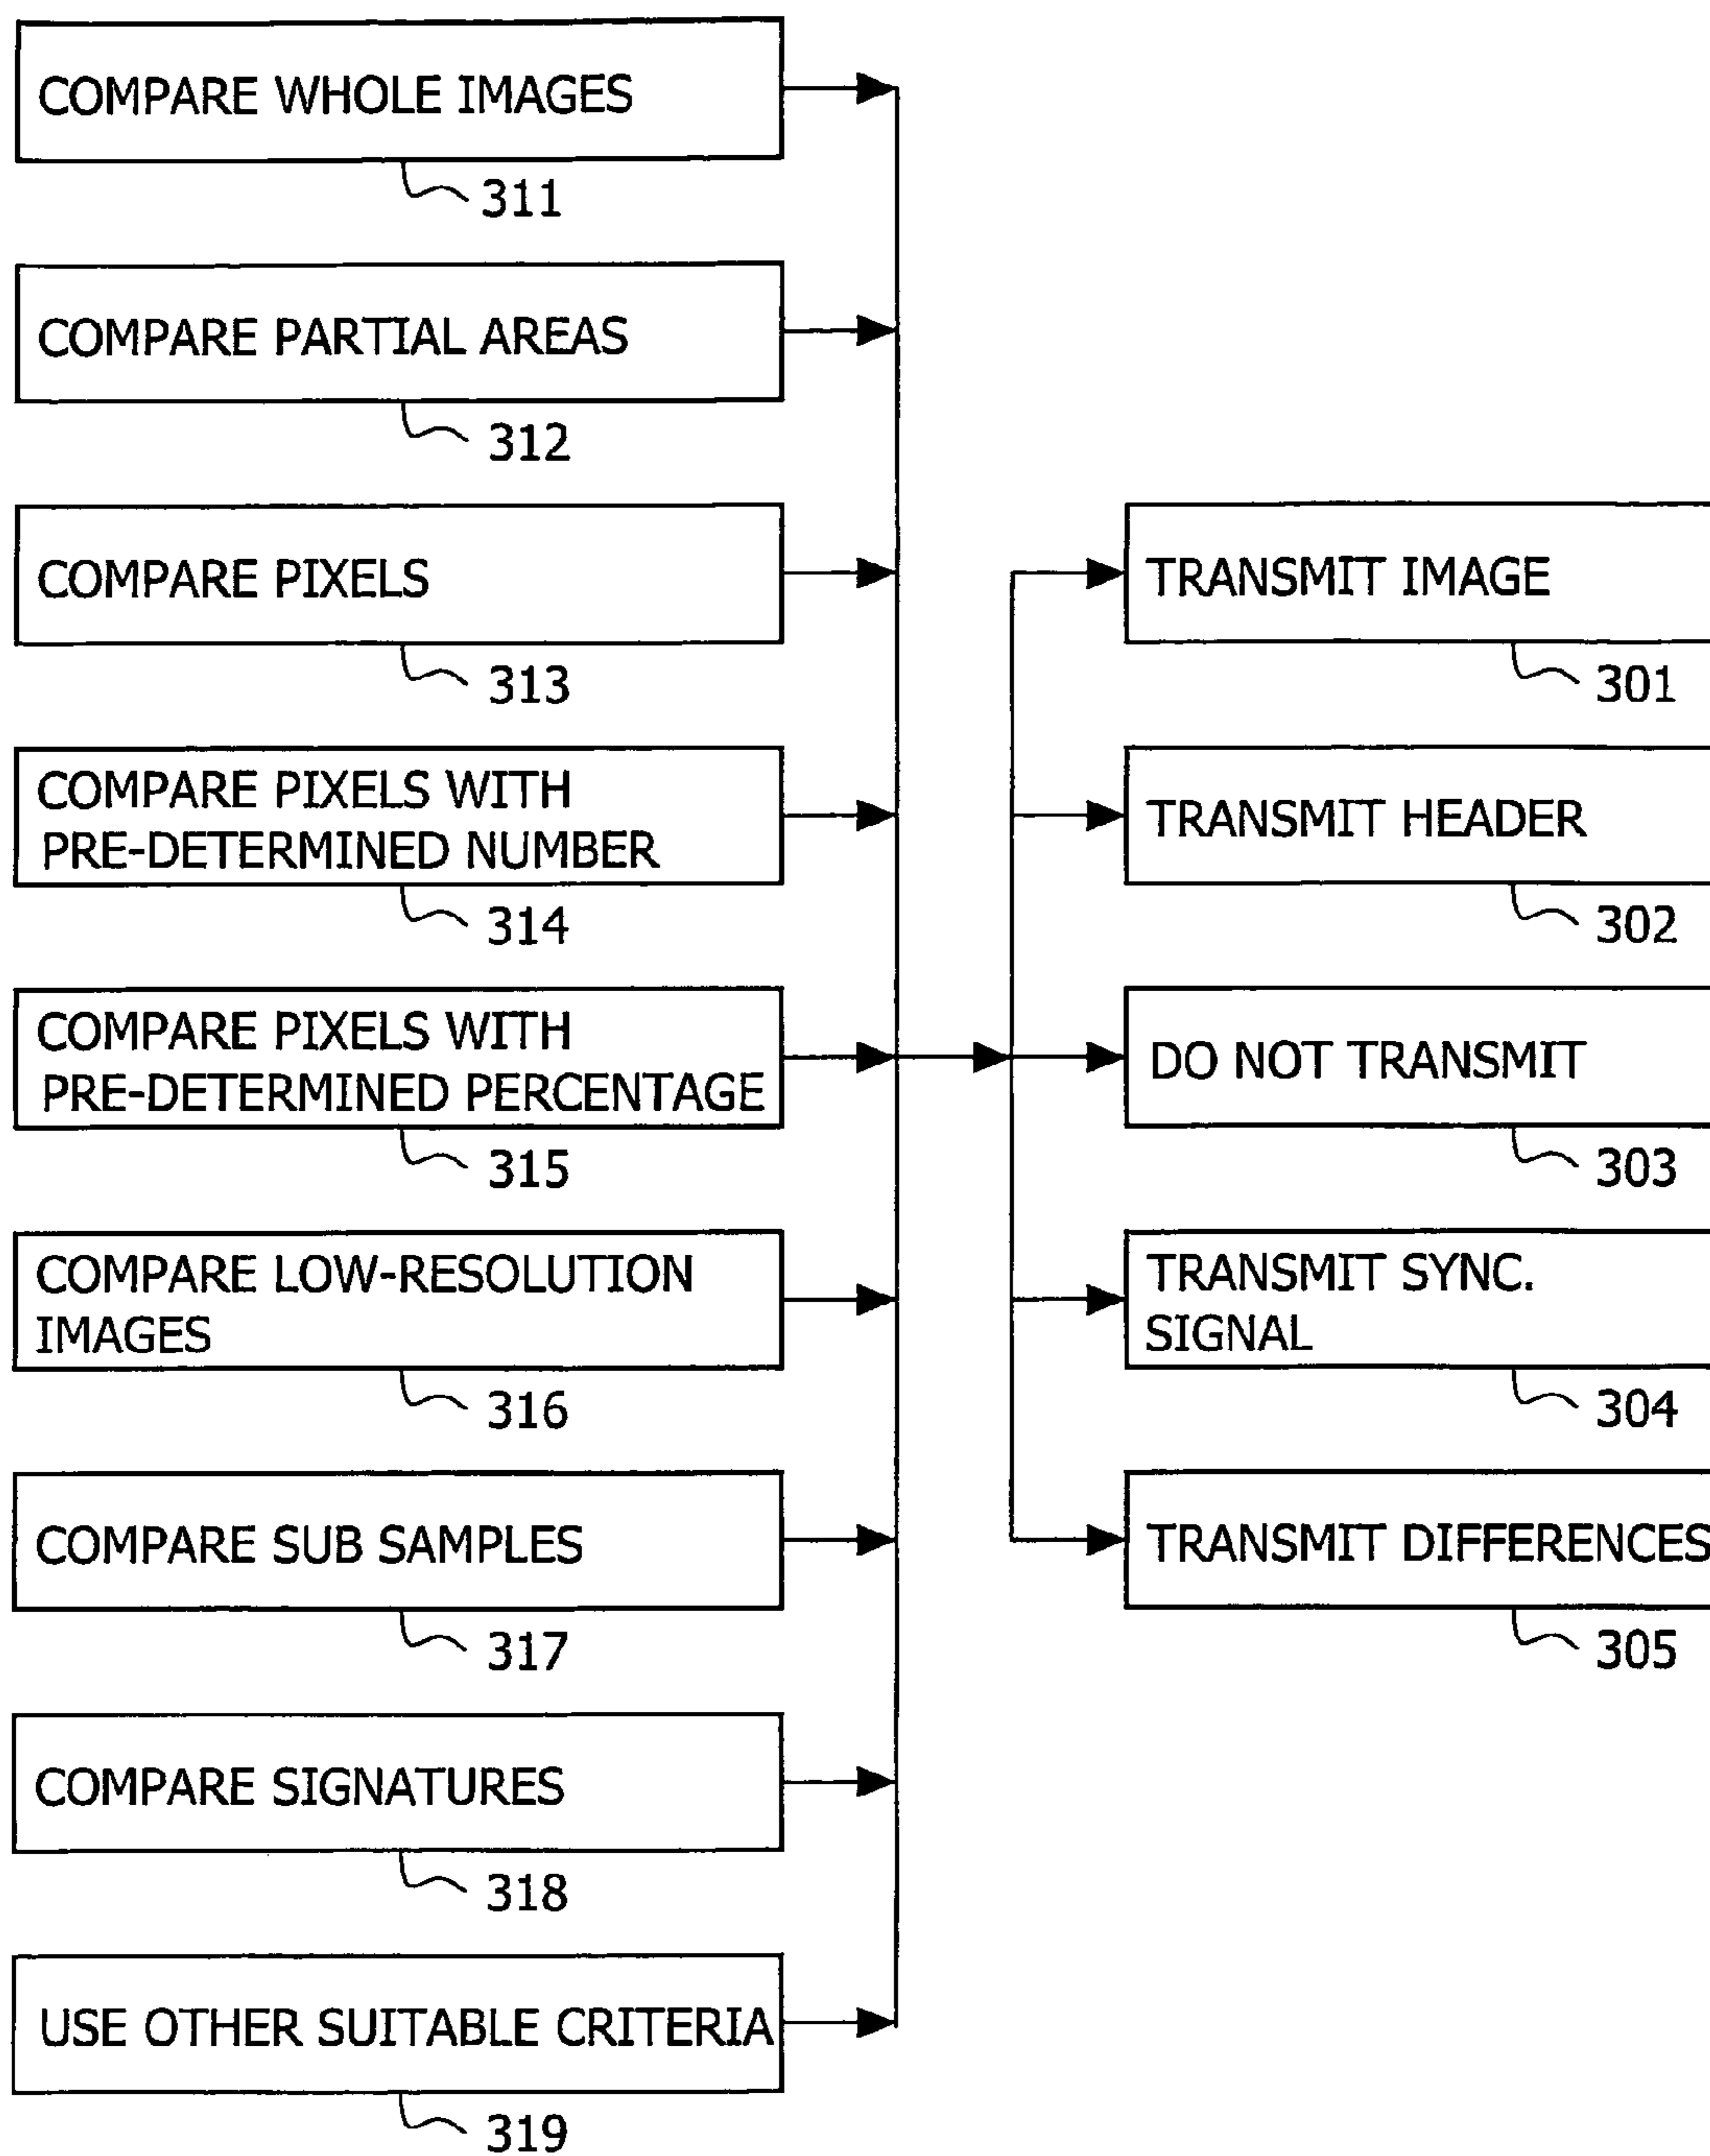 COMPARE WHOLE IMAGES
311
COMPARE PARTIAL AREAS
312
COMPARE PIXELS
313
COMPARE PIXELS WITH
PRE-DETERMINED NUMBER
314
COMPARE PIXELS WITH
PRE-DETERMINED PERCENTAGE
315
COMPARE LOW-RESOLUTION
IMAGES
316
COMPARE SUB SAMPLES
317
COMPARE SIGNATURES
318
USE OTHER SUITABLE CRITERIA
319
TRANSMIT IMAGE
301
TRANSMIT HEADER
302
DO NOT TRANSMIT
303
TRANSMIT SYNC.
SIGNAL
304
TRANSMIT DIFFERENCES
305